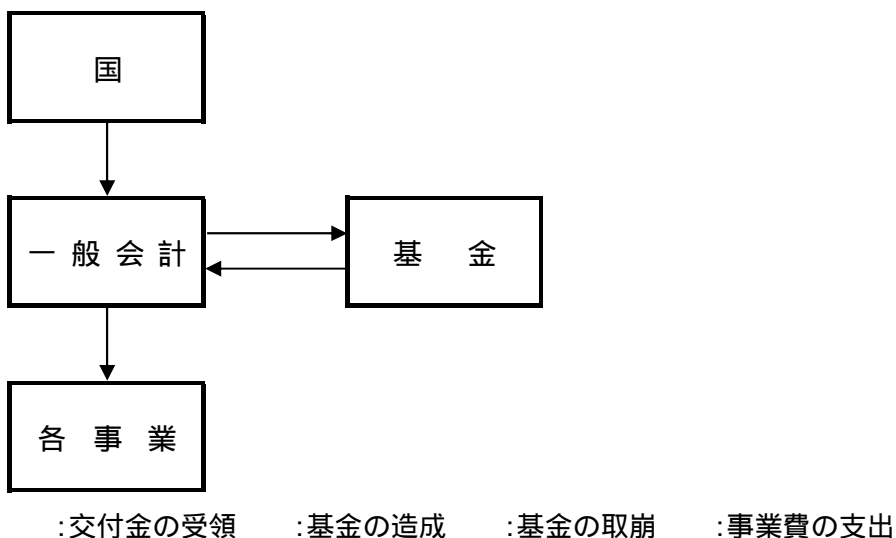 国
一般会計
基金
各事業
:交付金の受領 :基金の造成 :基金の取崩 :事業費の支出